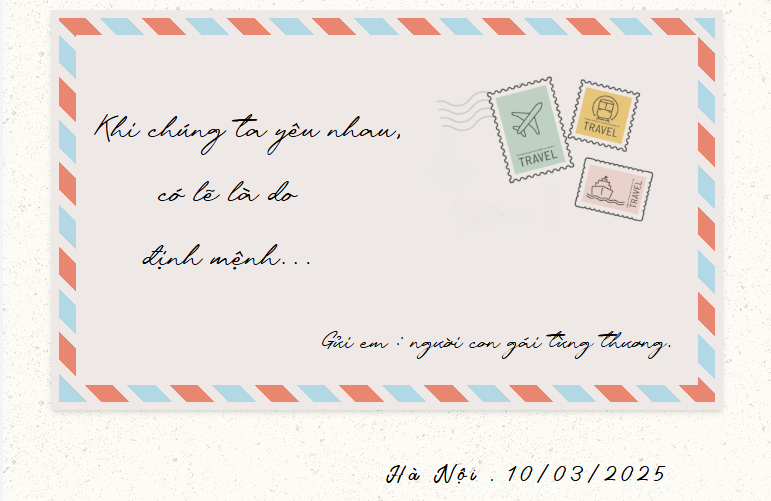 Khi chúng ta yêu nhau,
có lẽ là do
định mệnh...
TRAVEL
TRAVEL
TRAVEL
Gửi em : người con gái từng thương.
Hà Nội . 10/03/2025